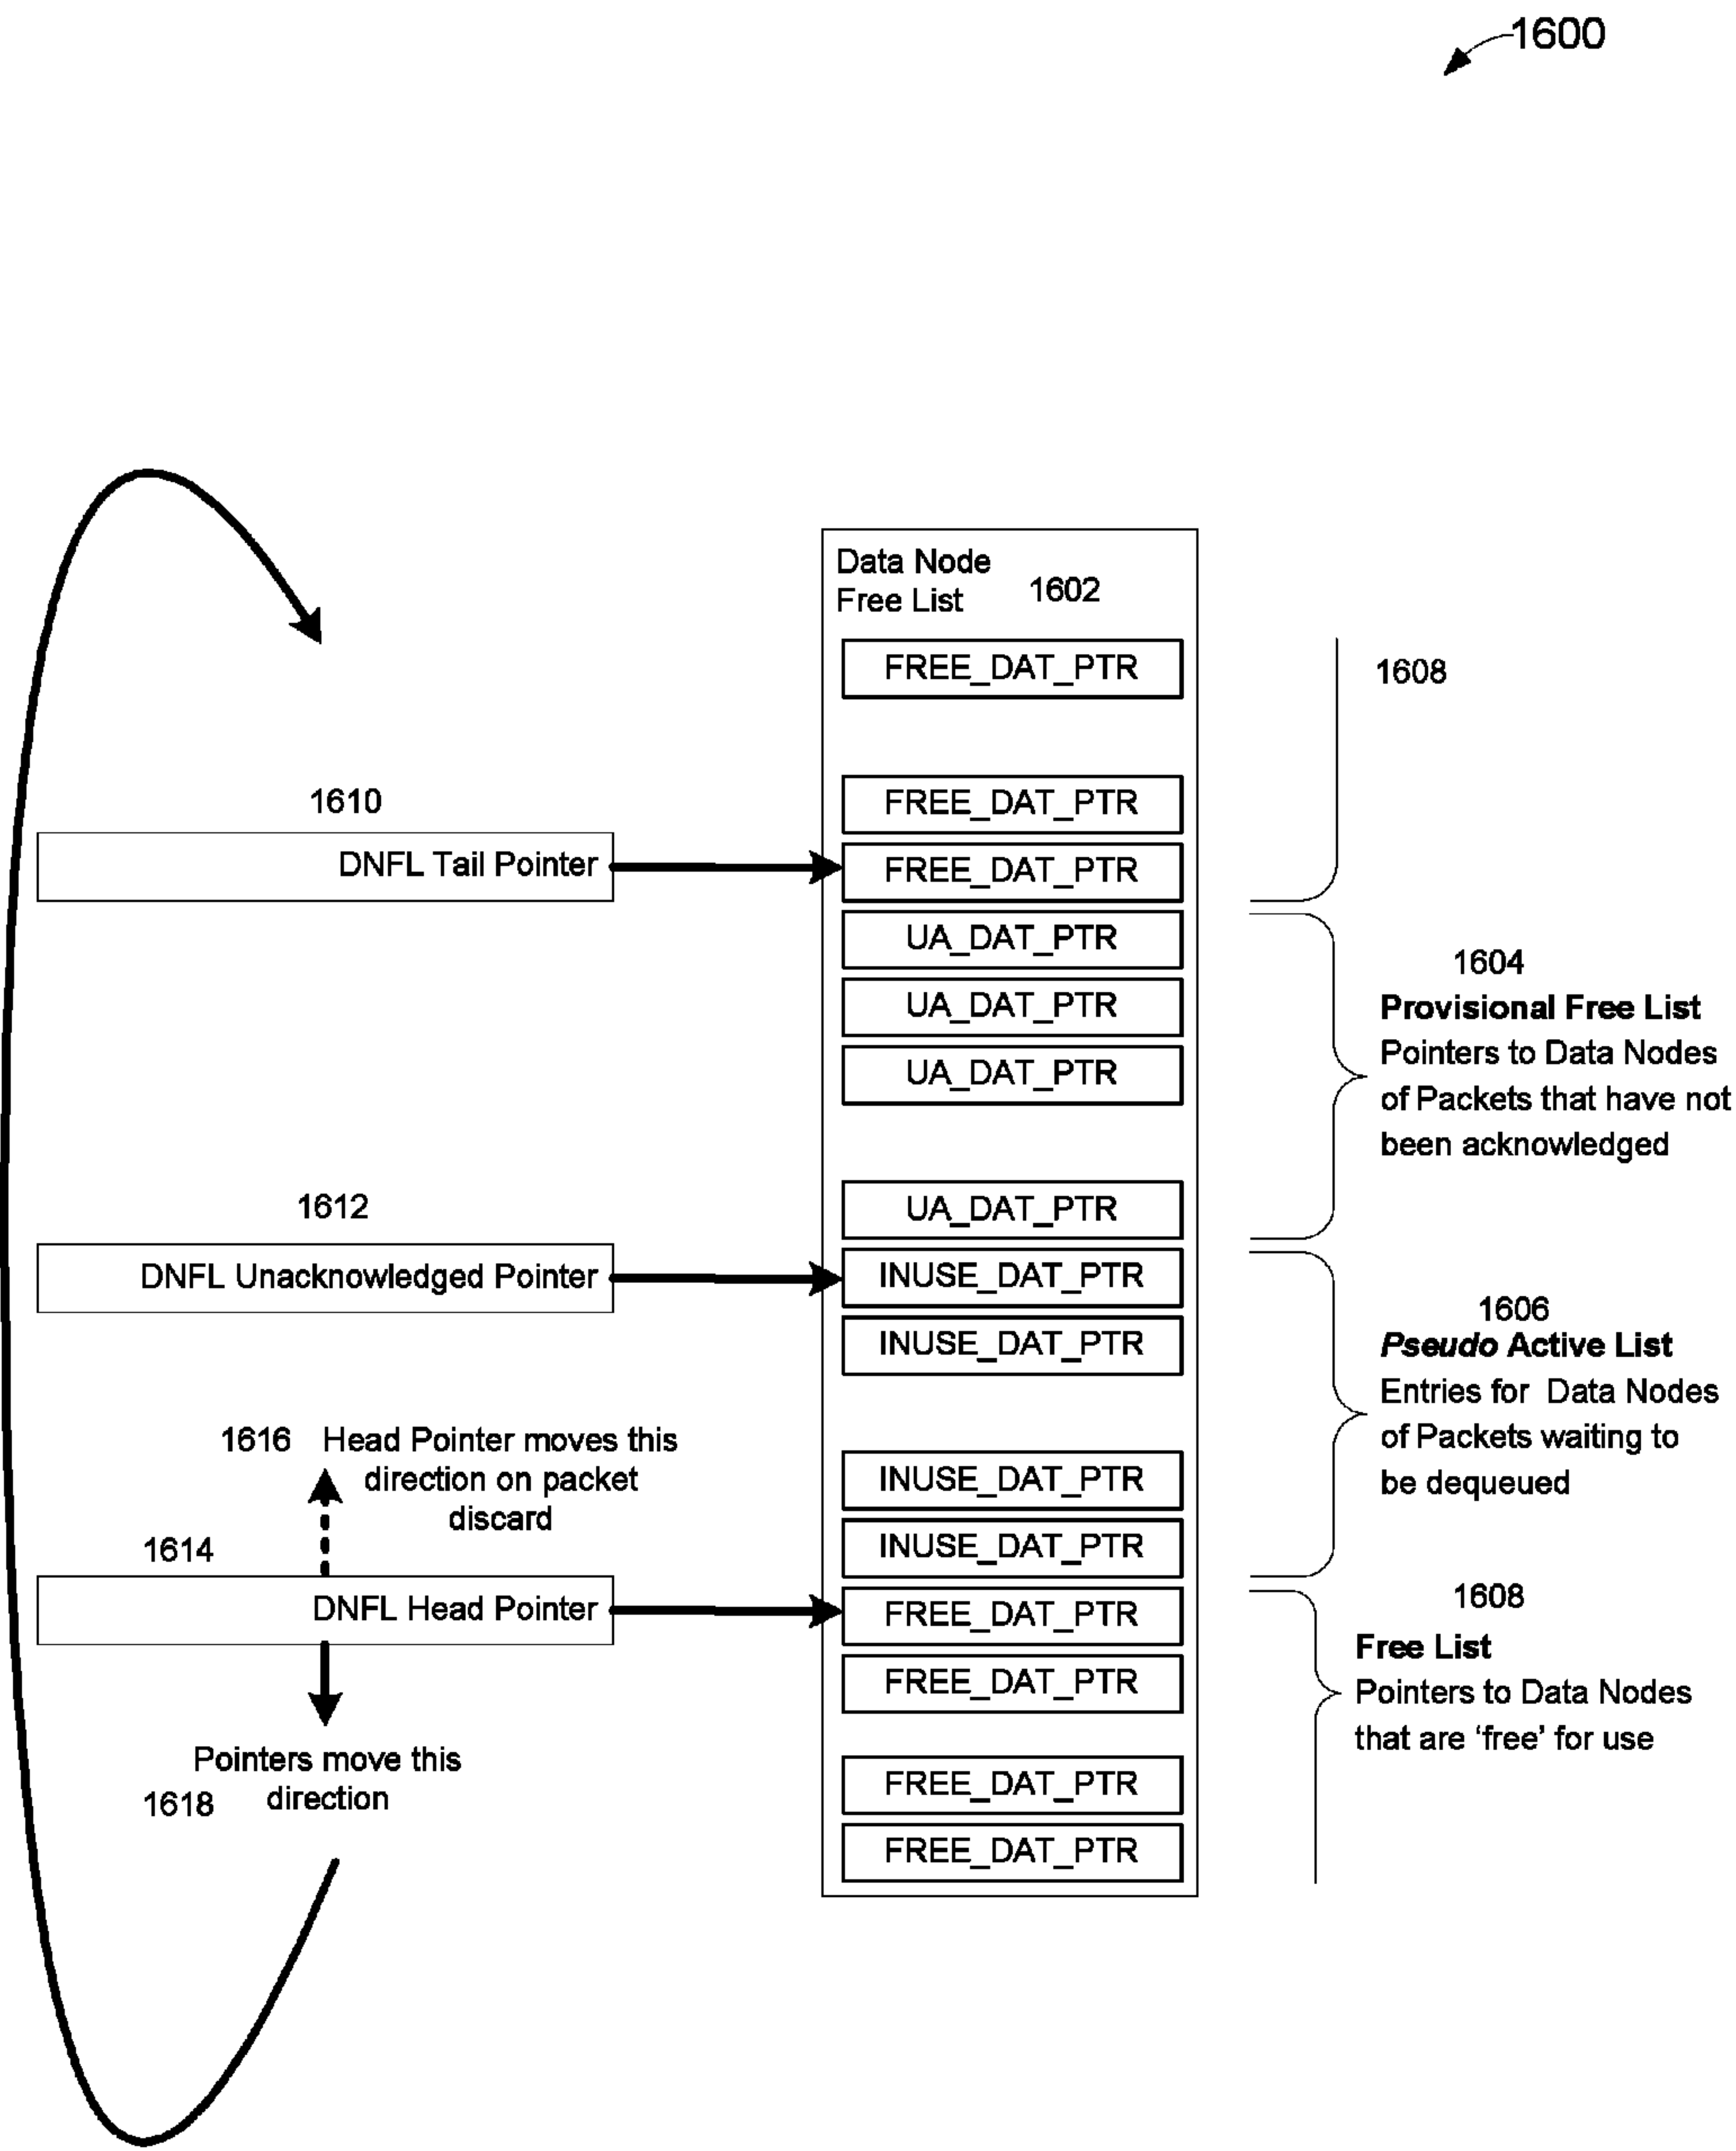 1600
Data Node
Free List 1602
FREE_DAT_PTR
1608
FREE_DAT_PTR
1610
DNFL Tail Pointer
FREE_DAT_PTR
UA_DAT_PTR
UA_DAT_PTR
UA_DAT_PTR
1604
Provisional Free List
Pointers to Data Nodes
of Packets that have not
been acknowledged
UA_DAT_PTR
1612
DNFL Unacknowledged Pointer
INUSE_DAT_PTR
INUSE_DAT_PTR
1606
Pseudo Active List
Entries for Data Nodes
of Packets waiting to
be dequeued
1616 Head Pointer moves this
direction on packet
discard
INUSE_DAT_PTR
INUSE_DAT_PTR
1614
DNFL Head Pointer
FREE_DAT_PTR
FREE_DAT_PTR
1608
Free List
Pointers to Data Nodes
that are ‘free’ for use
Pointers move this
1618 direction
FREE_DAT_PTR
FREE_DAT_PTR